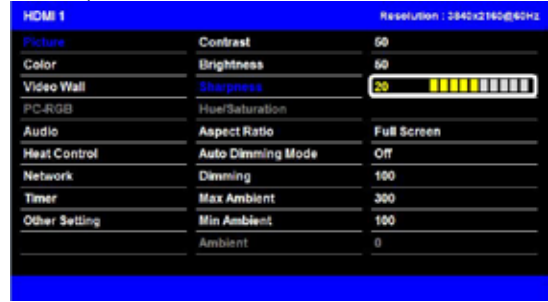 HDMI 1 Resolution : 3840x2160@60Hz
Picture Contrast 50
Color Brightness 50
Video Wall Sharpness 20
PC-RGB Hue/Saturation
Audio Aspect Ratio Full Screen
Heat Control Auto Dimming Mode Off
Network Dimming 100
Timer Max Ambient 300
Other Setting Min Ambient 100
Ambient 0